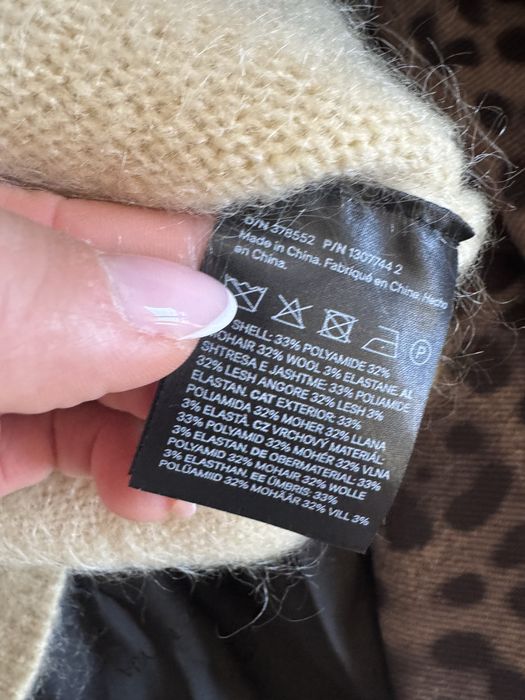 D/N 378552 P/N 1307744 2
Made in China. Fabriqué en Chine. Hecho
en China.
P
SHELL: 33% POLYAMIDE 32%
MOHAIR 32% WOOL 3% ELASTANE. AL
SHTRESA E JASHTME: 33% POLIAMIDE
32% LESH ANGORE 32% LESH 3%
ELASTAN. CAT EXTERIOR: 33%
POLIAMIDA 32% MOHER 32% LLANA
3% ELASTÀ. CZ VRCHOVÝ MATERIÁL:
33% POLYAMID 32% MOHÉR 32% VLNA
3% ELASTAN. DE OBERMATERIAL: 33%
POLYAMID 32% MOHAIR 32% WOLLE
3% ELASTHAN. EE ÜMBRIS: 33%
POLÜAMIID 32% MOHÄÄR 32% VILL 3%